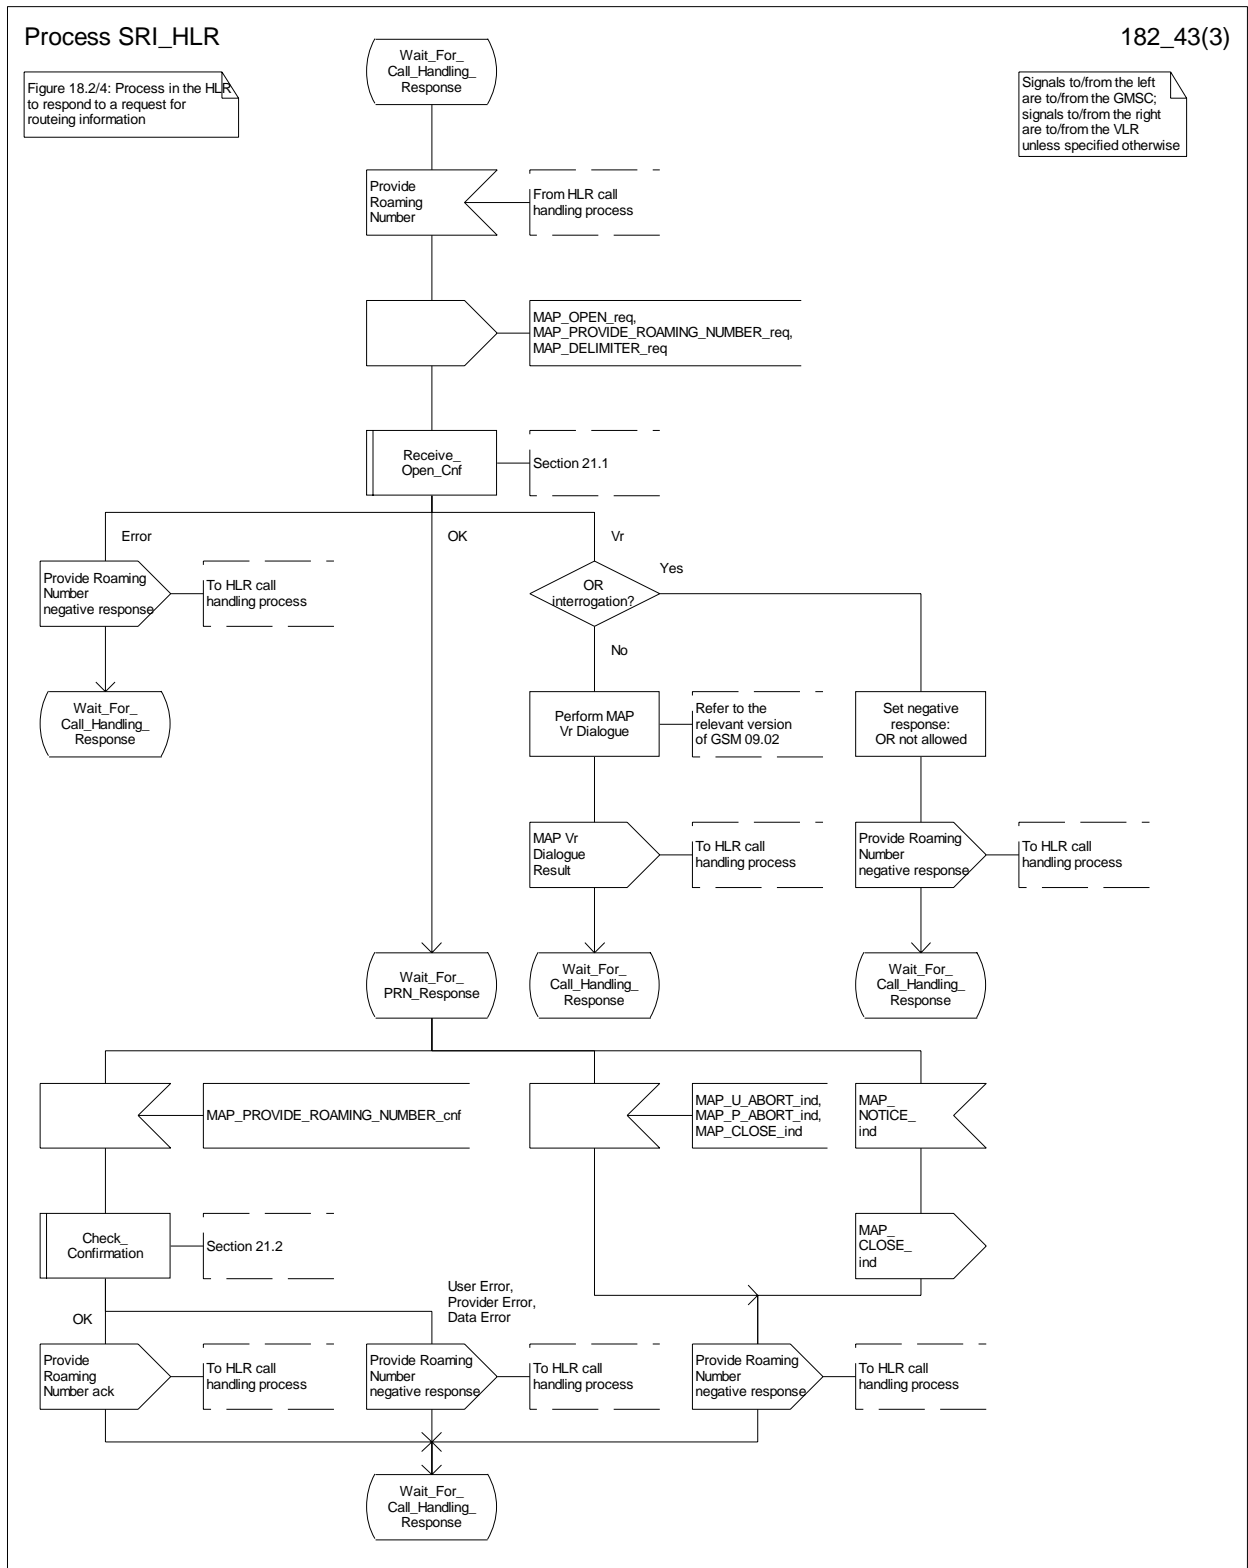 Process SRI_HLR
182_43(3)
Figure 18.2/4: Process in the HLR
to respond to a request for
routeing information
Signals to/from the left
are to/from the GMSC;
signals to/from the right
are to/from the VLR
unless specified otherwise
Wait_For_
Call_Handling_
Response
Provide
Roaming
Number
From HLR call
handling process
MAP_OPEN_req,
MAP_PROVIDE_ROAMING_NUMBER_req,
MAP_DELIMITER_req
Receive_
Open_Cnf
Section 21.1
Error
OK
Vr
Provide Roaming
Number
negative response
To HLR call
handling process
OR
interrogation?
Yes
No
Wait_For_
Call_Handling_
Response
Perform MAP
Vr Dialogue
Refer to the
relevant version
of GSM 09.02
Set negative
response:
OR not allowed
MAP Vr
Dialogue
Result
To HLR call
handling process
Provide Roaming
Number
negative response
To HLR call
handling process
Wait_For_
PRN_Response
Wait_For_
Call_Handling_
Response
Wait_For_
Call_Handling_
Response
MAP_PROVIDE_ROAMING_NUMBER_cnf
MAP_U_ABORT_ind,
MAP_P_ABORT_ind,
MAP_CLOSE_ind
MAP_
NOTICE_
ind
Check_
Confirmation
Section 21.2
MAP_
CLOSE_
ind
OK
User Error,
Provider Error,
Data Error
Provide
Roaming
Number ack
To HLR call
handling process
Provide Roaming
Number
negative response
To HLR call
handling process
Provide Roaming
Number
negative response
To HLR call
handling process
Wait_For_
Call_Handling_
Response